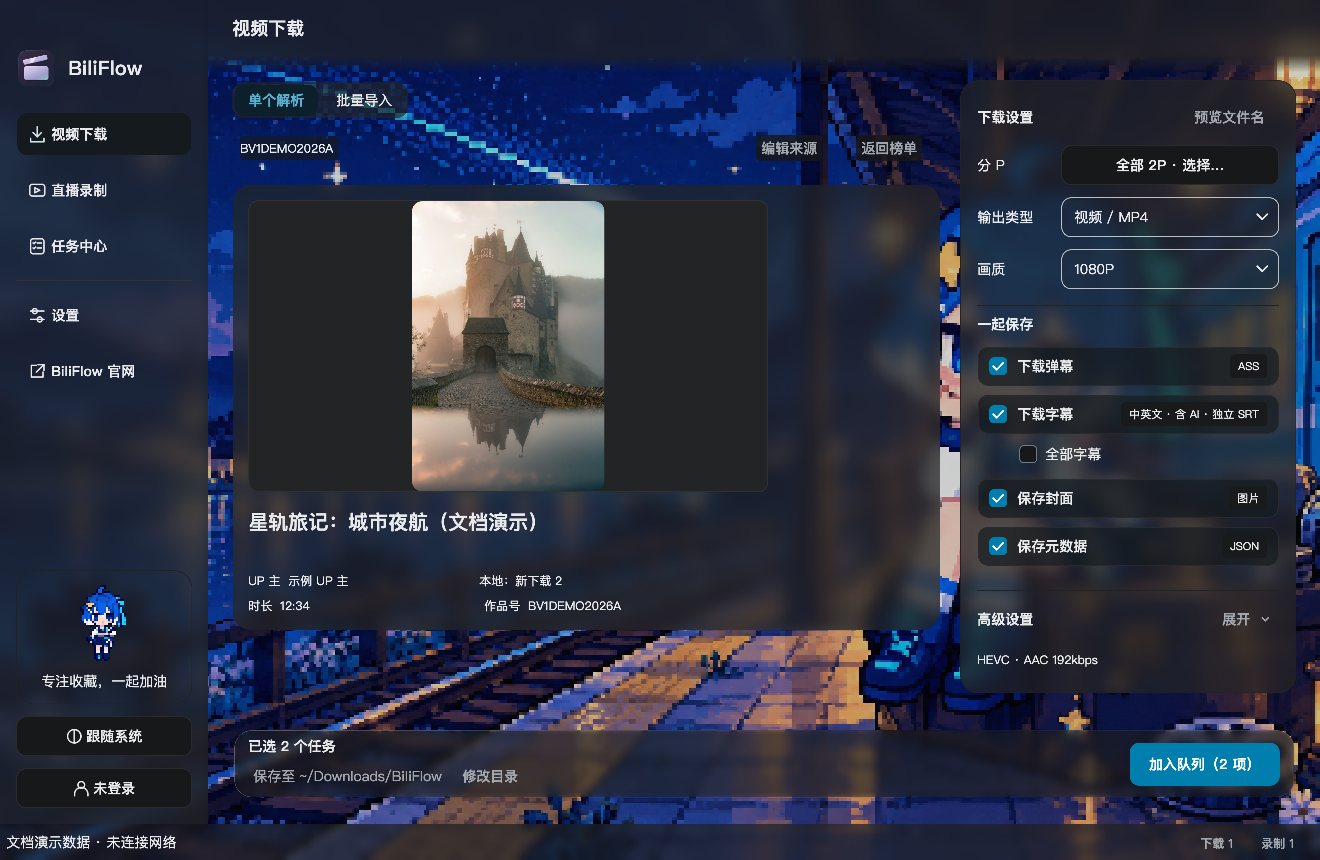 视频下载
BiliFlow
视频下载
直播录制
任务中心
设置
BiliFlow 官网
专注收藏，一起加油
跟随系统
未登录
单个解析 批量导入
BV1DEMO2026A 编辑来源 返回榜单
星轨旅记：城市夜航（文档演示）
UP 主 示例 UP 主 本地：新下载 2
时长 12:34 作品号 BV1DEMO2026A
下载设置 预览文件名
分 P 全部 2P · 选择...
输出类型 视频 / MP4
画质 1080P
一起保存
下载弹幕 ASS
下载字幕 中英文 · 含 AI · 独立 SRT
全部字幕
保存封面 图片
保存元数据 JSON
高级设置 展开
HEVC · AAC 192kbps
已选 2 个任务
保存至 ~/Downloads/BiliFlow 修改目录
加入队列（2 项）
文档演示数据 · 未连接网络 下载 1 录制 1